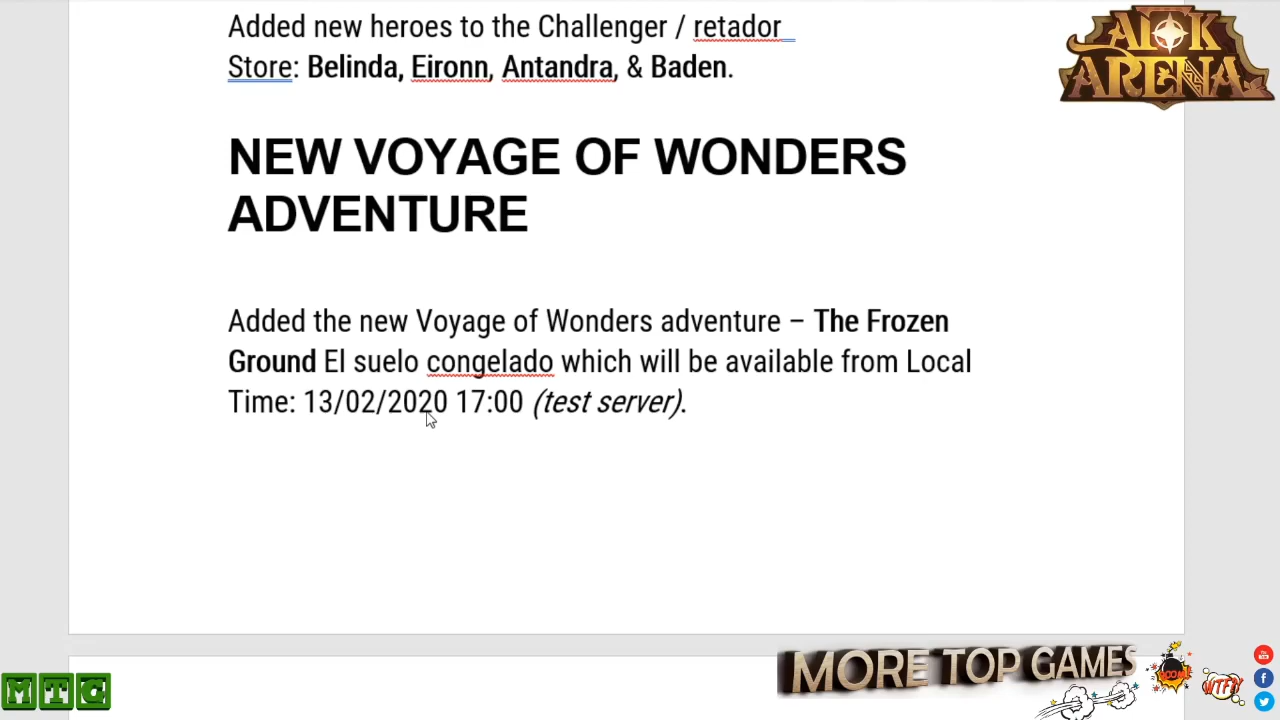 Added new heroes to the Challenger / retador
Store: Belinda, Eironn, Antandra, & Baden.
AFK
ARENA
NEW VOYAGE OF WONDERS
ADVENTURE
Added the new Voyage of Wonders adventure – The Frozen
Ground El suelo congelado which will be available from Local
Time: 13/02/2020 17:00 (test server).
MTG
MORE TOP GAMES
BOOM!
WTF?!